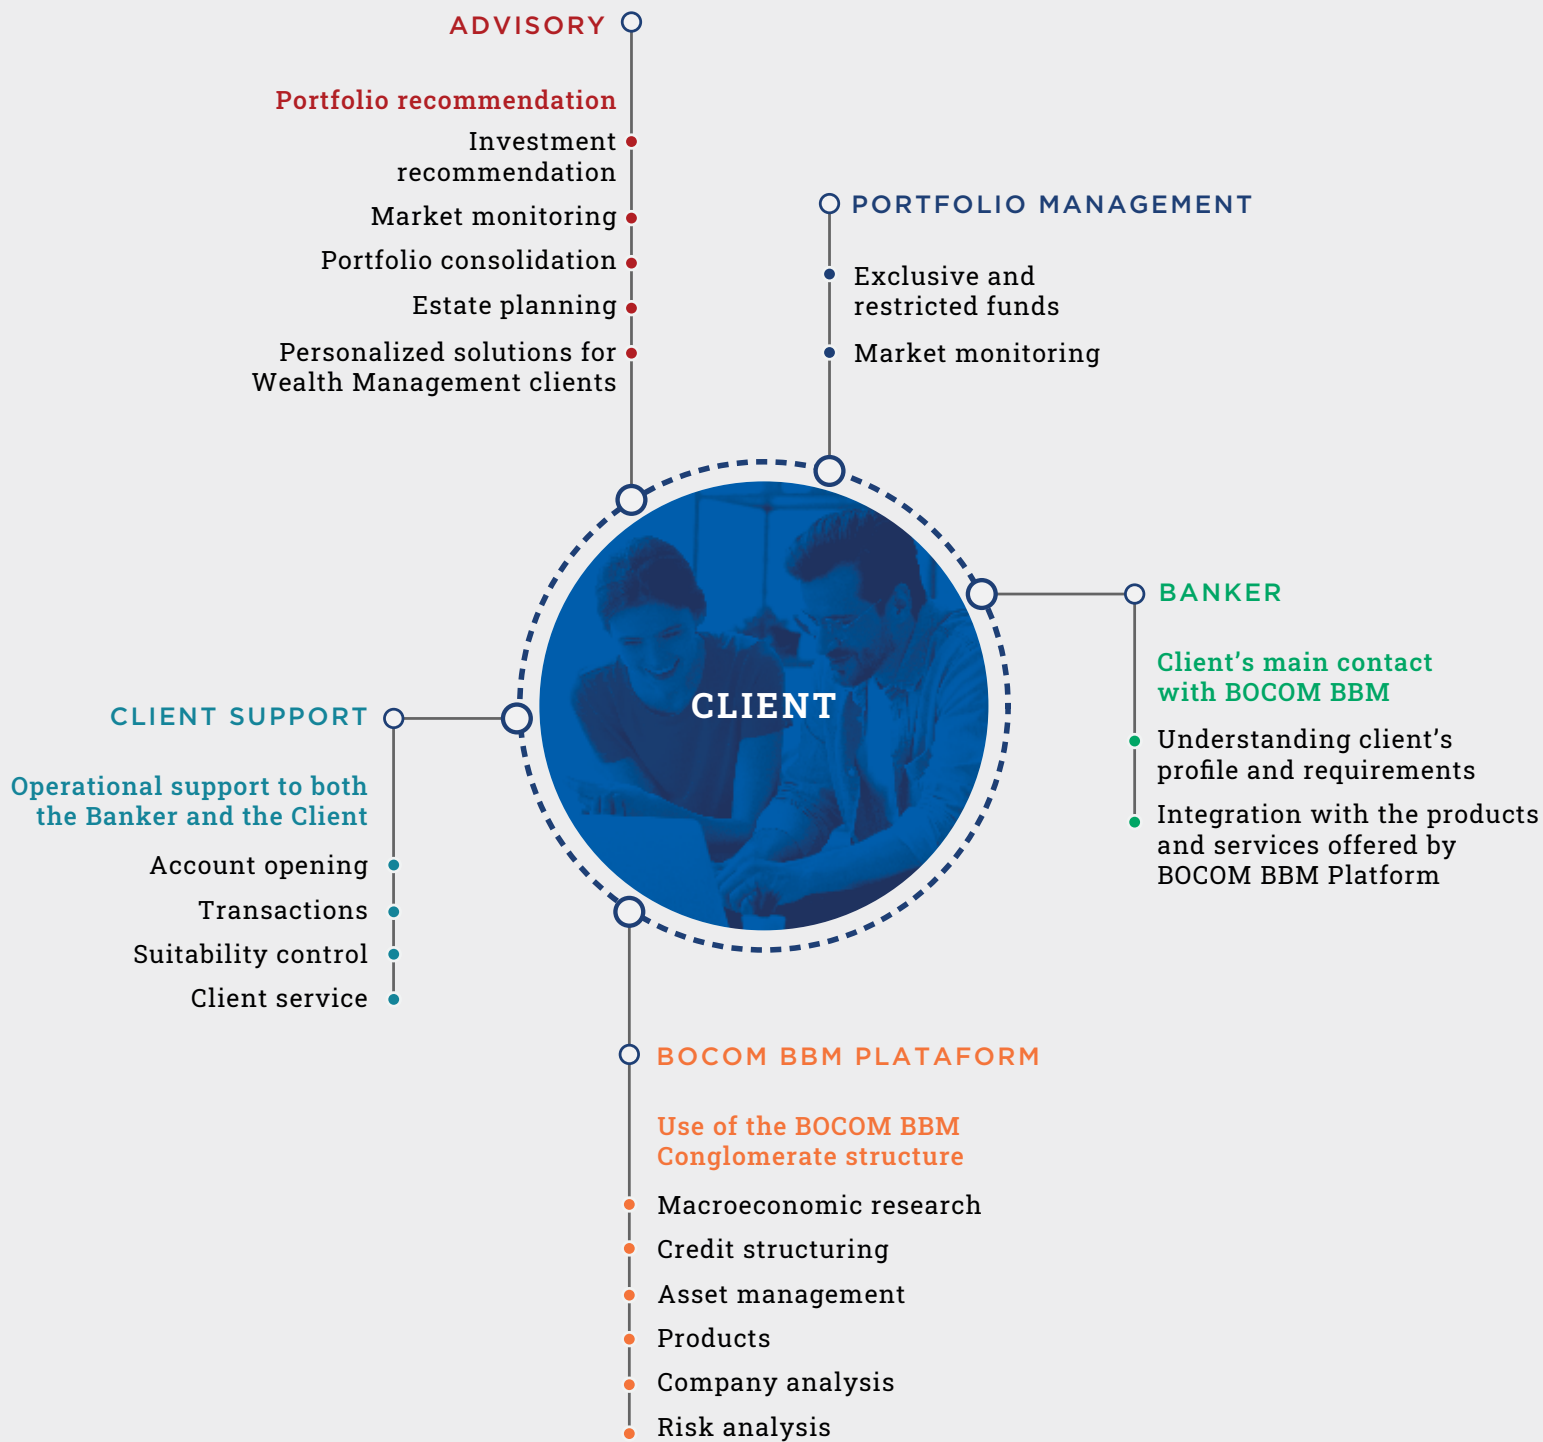 ADVISORY
Portfolio recommendation
Investment
recommendation
Market monitoring
Portfolio consolidation
Estate planning
Personalized solutions for
Wealth Management clients
PORTFOLIO MANAGEMENT
Exclusive and
restricted funds
Market monitoring
BANKER
Client’s main contact
with BOCOM BBM
Understanding client’s
profile and requirements
Integration with the products
and services offered by
BOCOM BBM Platform
CLIENT
CLIENT SUPPORT
Operational support to both
the Banker and the Client
Account opening
Transactions
Suitability control
Client service
BOCOM BBM PLATAFORM
Use of the BOCOM BBM
Conglomerate structure
Macroeconomic research
Credit structuring
Asset management
Products
Company analysis
Risk analysis